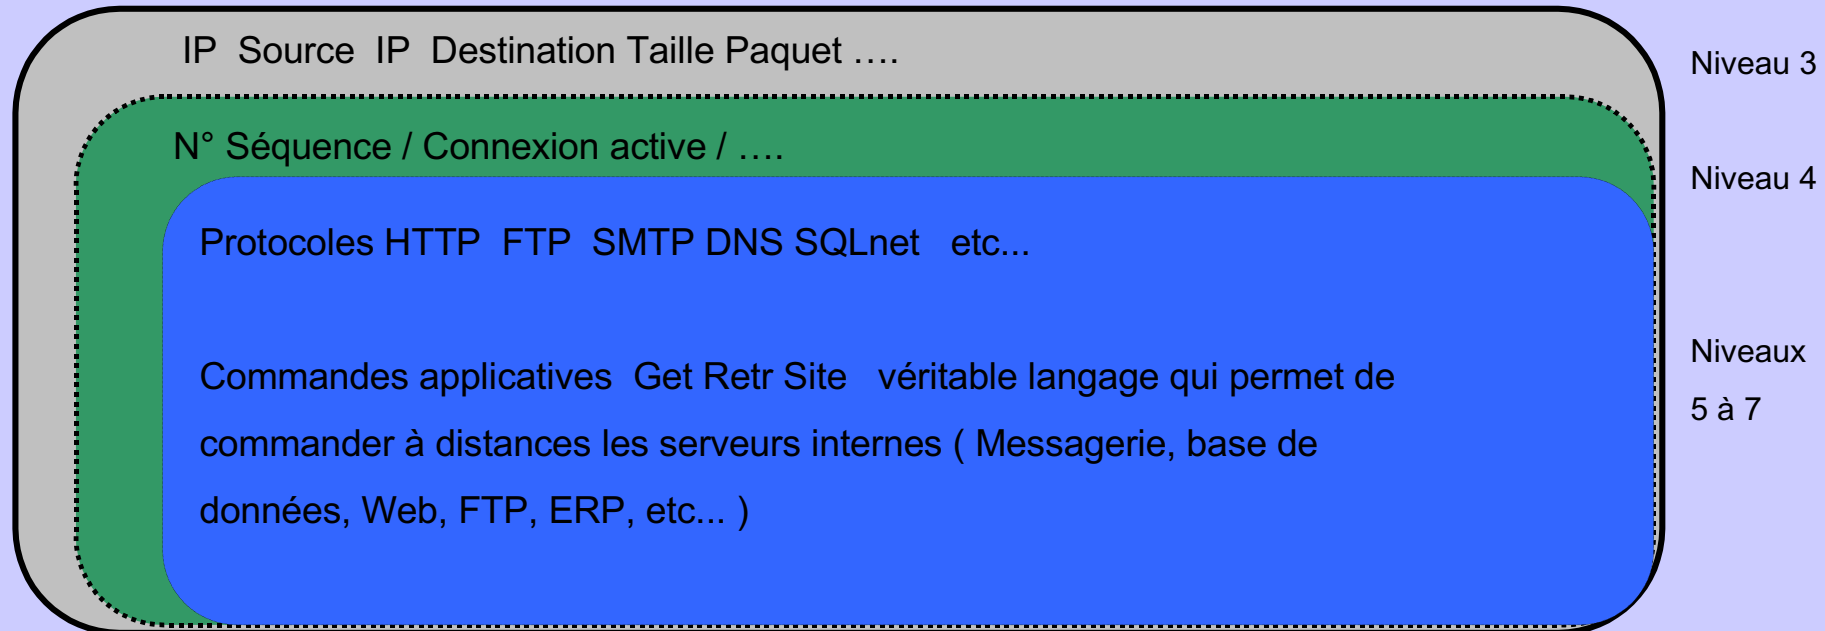 IP Source IP Destination Taille Paquet ….
Niveau 3
N° Séquence / Connexion active / ….
Niveau 4
Protocoles HTTP FTP SMTP DNS SQLnet etc...
Commandes applicatives Get Retr Site véritable langage qui permet de
commander à distances les serveurs internes ( Messagerie, base de
données, Web, FTP, ERP, etc... )
Niveaux
5 à 7